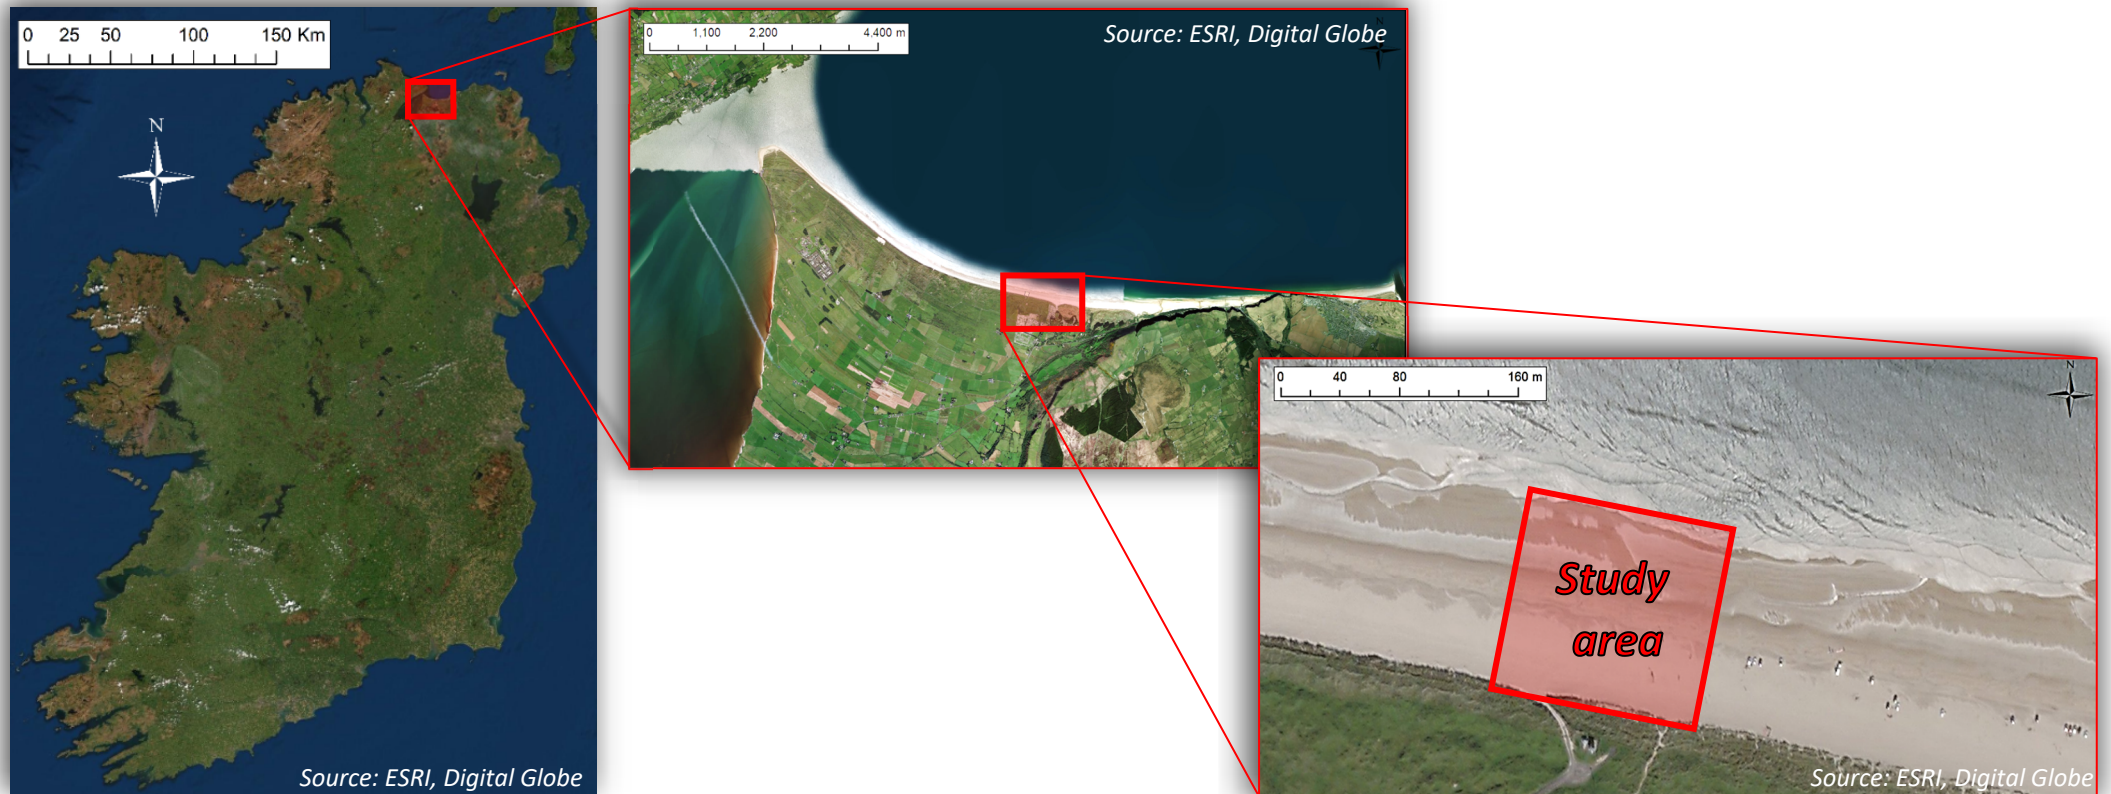 0 25 50 100 150 Km
N
Source: ESRI, Digital Globe
0 1,100 2,200 4,400 m
Source: ESRI, Digital Globe
N
0 40 80 160 m
N
Study
area
Source: ESRI, Digital Globe